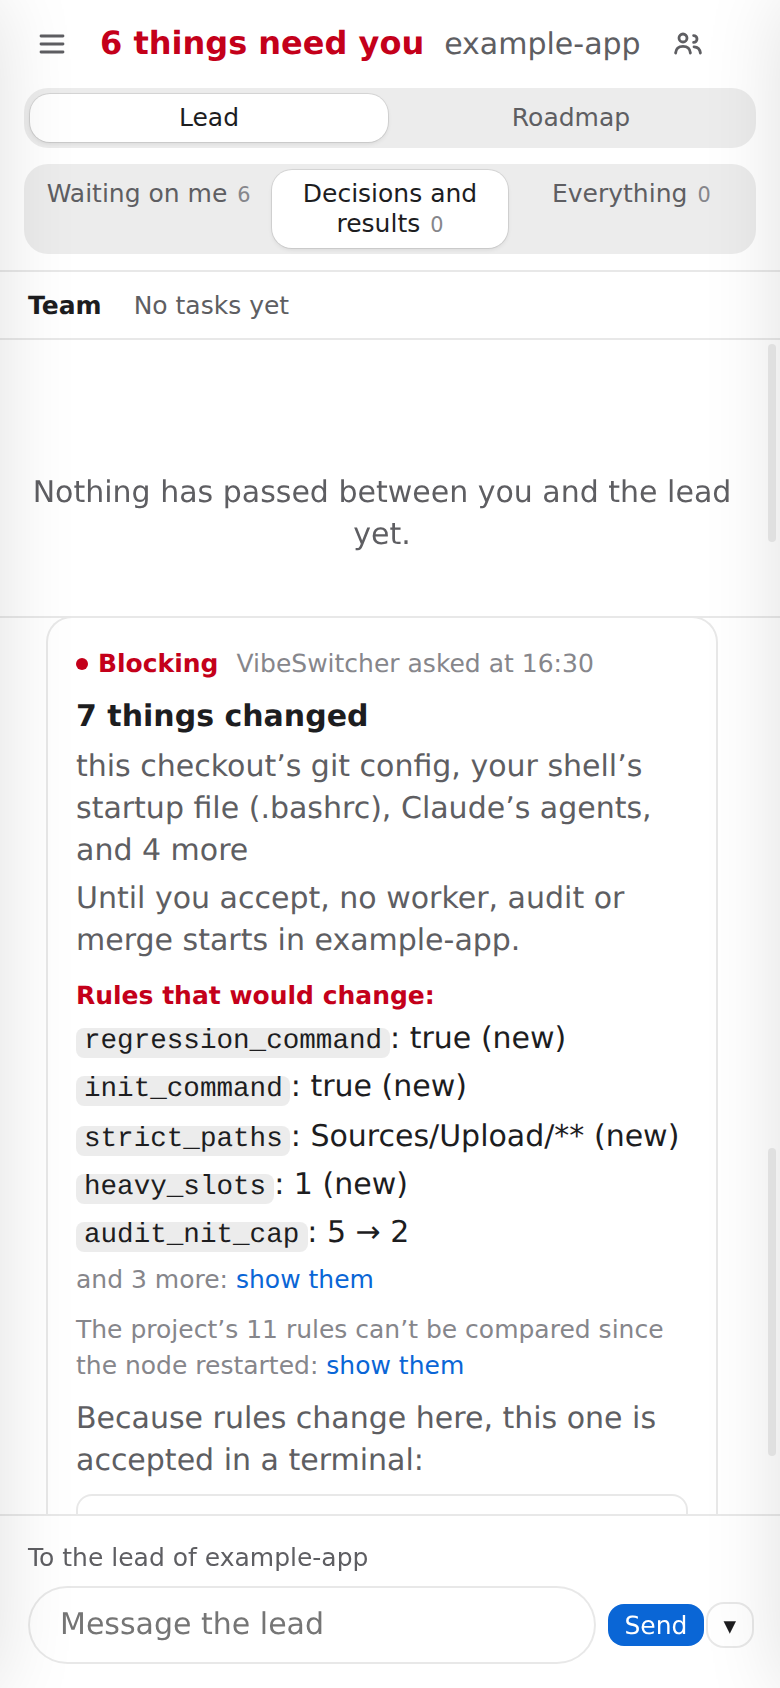 6 things need you example-app
Lead Roadmap
Waiting on me 6 Decisions and results 0 Everything 0
Team No tasks yet
Nothing has passed between you and the lead
yet.
Blocking VibeSwitcher asked at 16:30
7 things changed
this checkout’s git config, your shell’s
startup file (.bashrc), Claude’s agents,
and 4 more
Until you accept, no worker, audit or
merge starts in example-app.
Rules that would change:
regression_command: true (new)
init_command: true (new)
strict_paths: Sources/Upload/** (new)
heavy_slots: 1 (new)
audit_nit_cap: 5 → 2
and 3 more: show them
The project’s 11 rules can’t be compared since
the node restarted: show them
Because rules change here, this one is
accepted in a terminal:
To the lead of example-app
Message the lead Send ▼